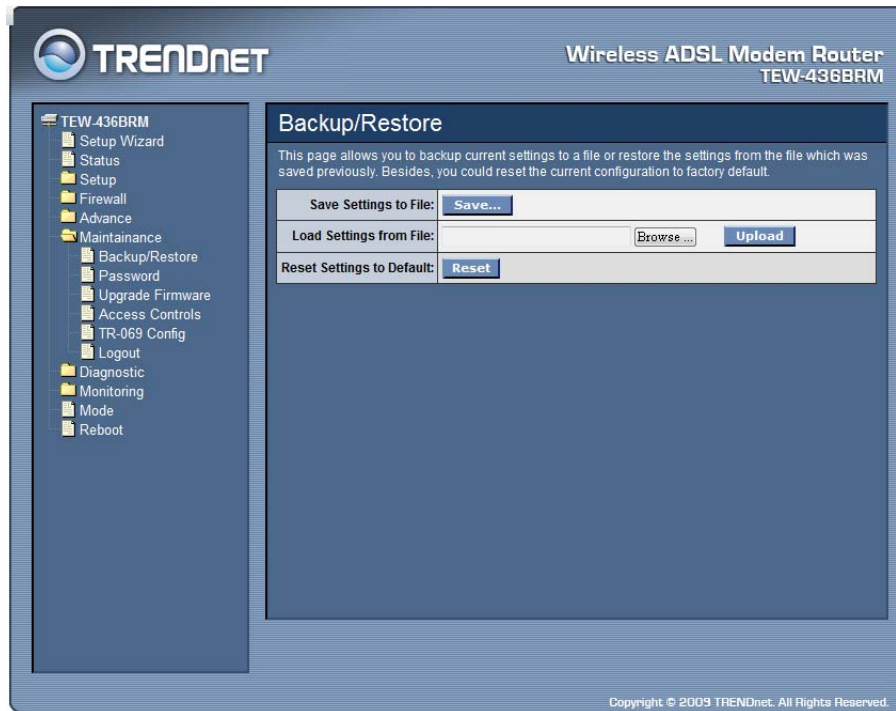 TRENDNET
Wireless ADSL Modem Router
TEW-436BRM
TEW-436BRM
Setup Wizard
Status
Setup
Firewall
Advance
Maintainance
Backup/Restore
Password
Upgrade Firmware
Access Controls
TR-069 Config
Logout
Diagnostic
Monitoring
Mode
Reboot
Backup/Restore
This page allows you to backup current settings to a file or restore the settings from the file which was
saved previously. Besides, you could reset the current configuration to factory default.
Save Settings to File: Save...
Load Settings from File: Browse ... Upload
Reset Settings to Default: Reset
Copyright © 2009 TRENDnet. All Rights Reserved.